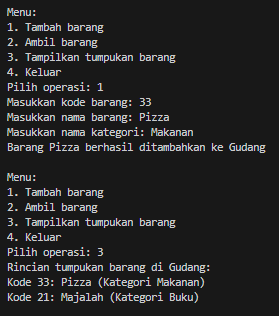 Menu:
1. Tambah barang
2. Ambil barang
3. Tampilkan tumpukan barang
4. Keluar
Pilih operasi: 1
Masukkan kode barang: 33
Masukkan nama barang: Pizza
Masukkan nama kategori: Makanan
Barang Pizza berhasil ditambahkan ke Gudang
Menu:
1. Tambah barang
2. Ambil barang
3. Tampilkan tumpukan barang
4. Keluar
Pilih operasi: 3
Rincian tumpukan barang di Gudang:
Kode 33: Pizza (Kategori Makanan)
Kode 21: Majalah (Kategori Buku)